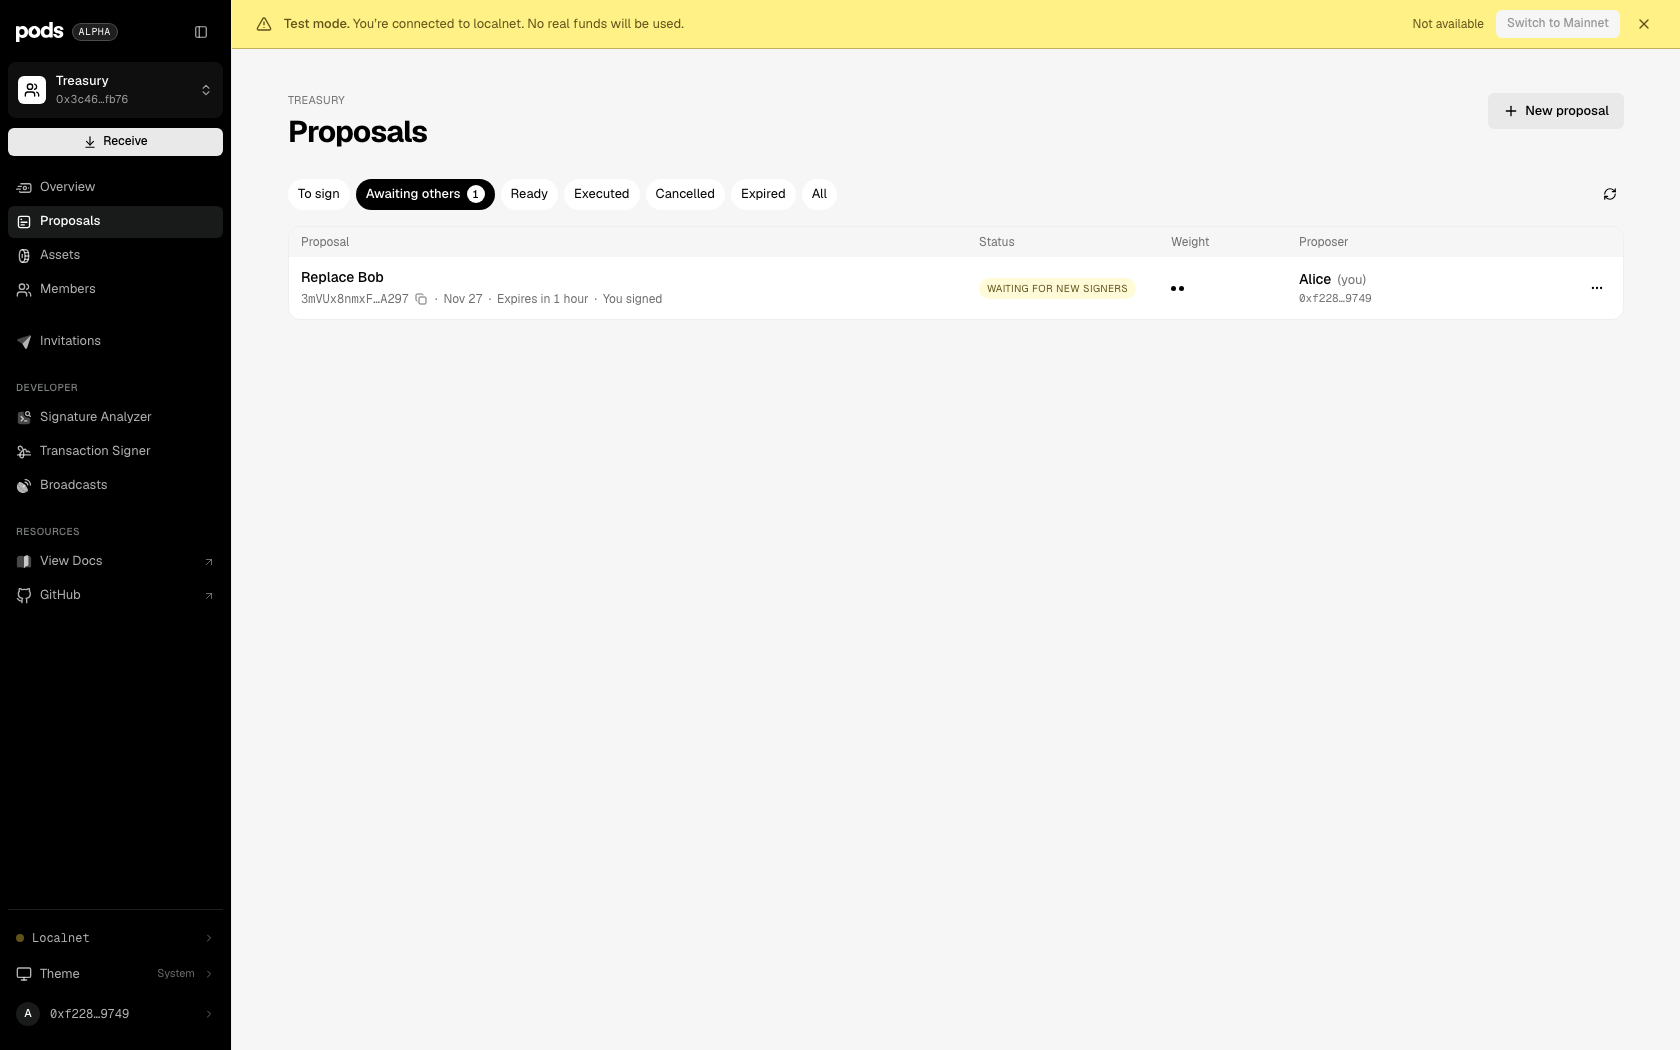 pods ALPHA
Treasury
0x3c46…fb76
Receive
Overview
Proposals
Assets
Members
Invitations
DEVELOPER
Signature Analyzer
Transaction Signer
Broadcasts
RESOURCES
View Docs
GitHub
Localnet
Theme System
A 0xf228…9749
Test mode. You're connected to localnet. No real funds will be used. Not available Switch to Mainnet
TREASURY
Proposals
New proposal
To sign Awaiting others 1 Ready Executed Cancelled Expired All
Proposal Status Weight Proposer
Replace Bob
3mVUx8nmxF…A297 · Nov 27 · Expires in 1 hour · You signed
WAITING FOR NEW SIGNERS
Alice (you)
0xf228…9749